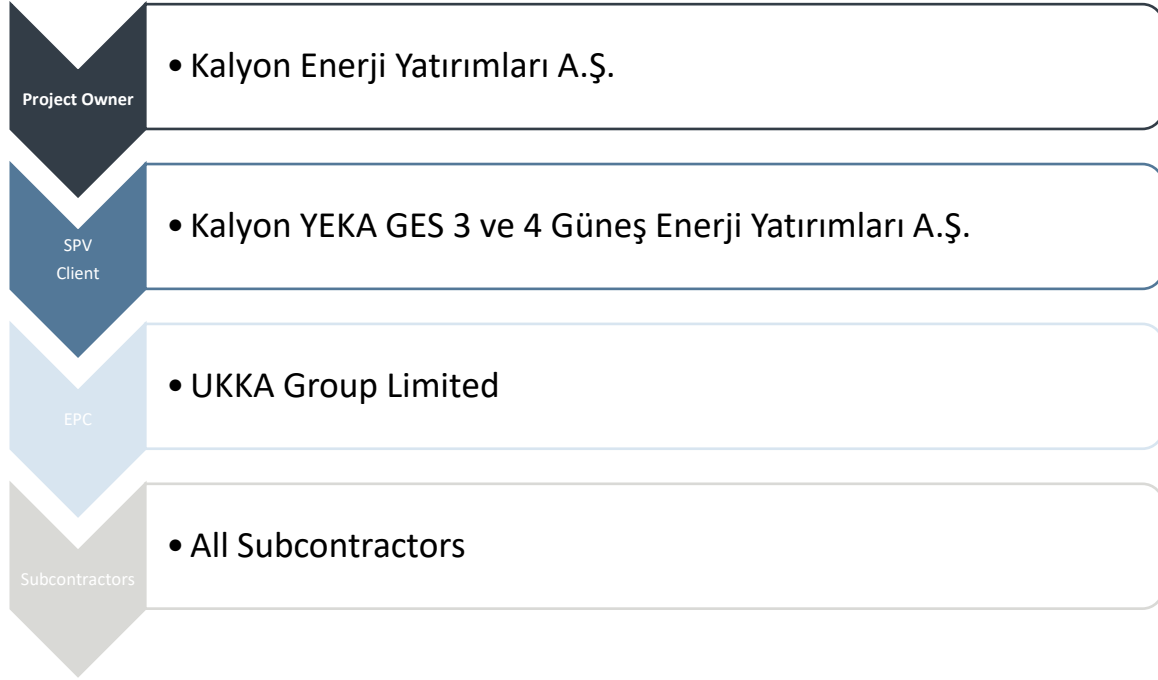 Project Owner
• Kalyon Enerji Yatırımları A.Ş.
SPV
Client
• Kalyon YEKA GES 3 ve 4 Güneş Enerji Yatırımları A.Ş.
EPC
• UKKA Group Limited
Subcontractors
• All Subcontractors